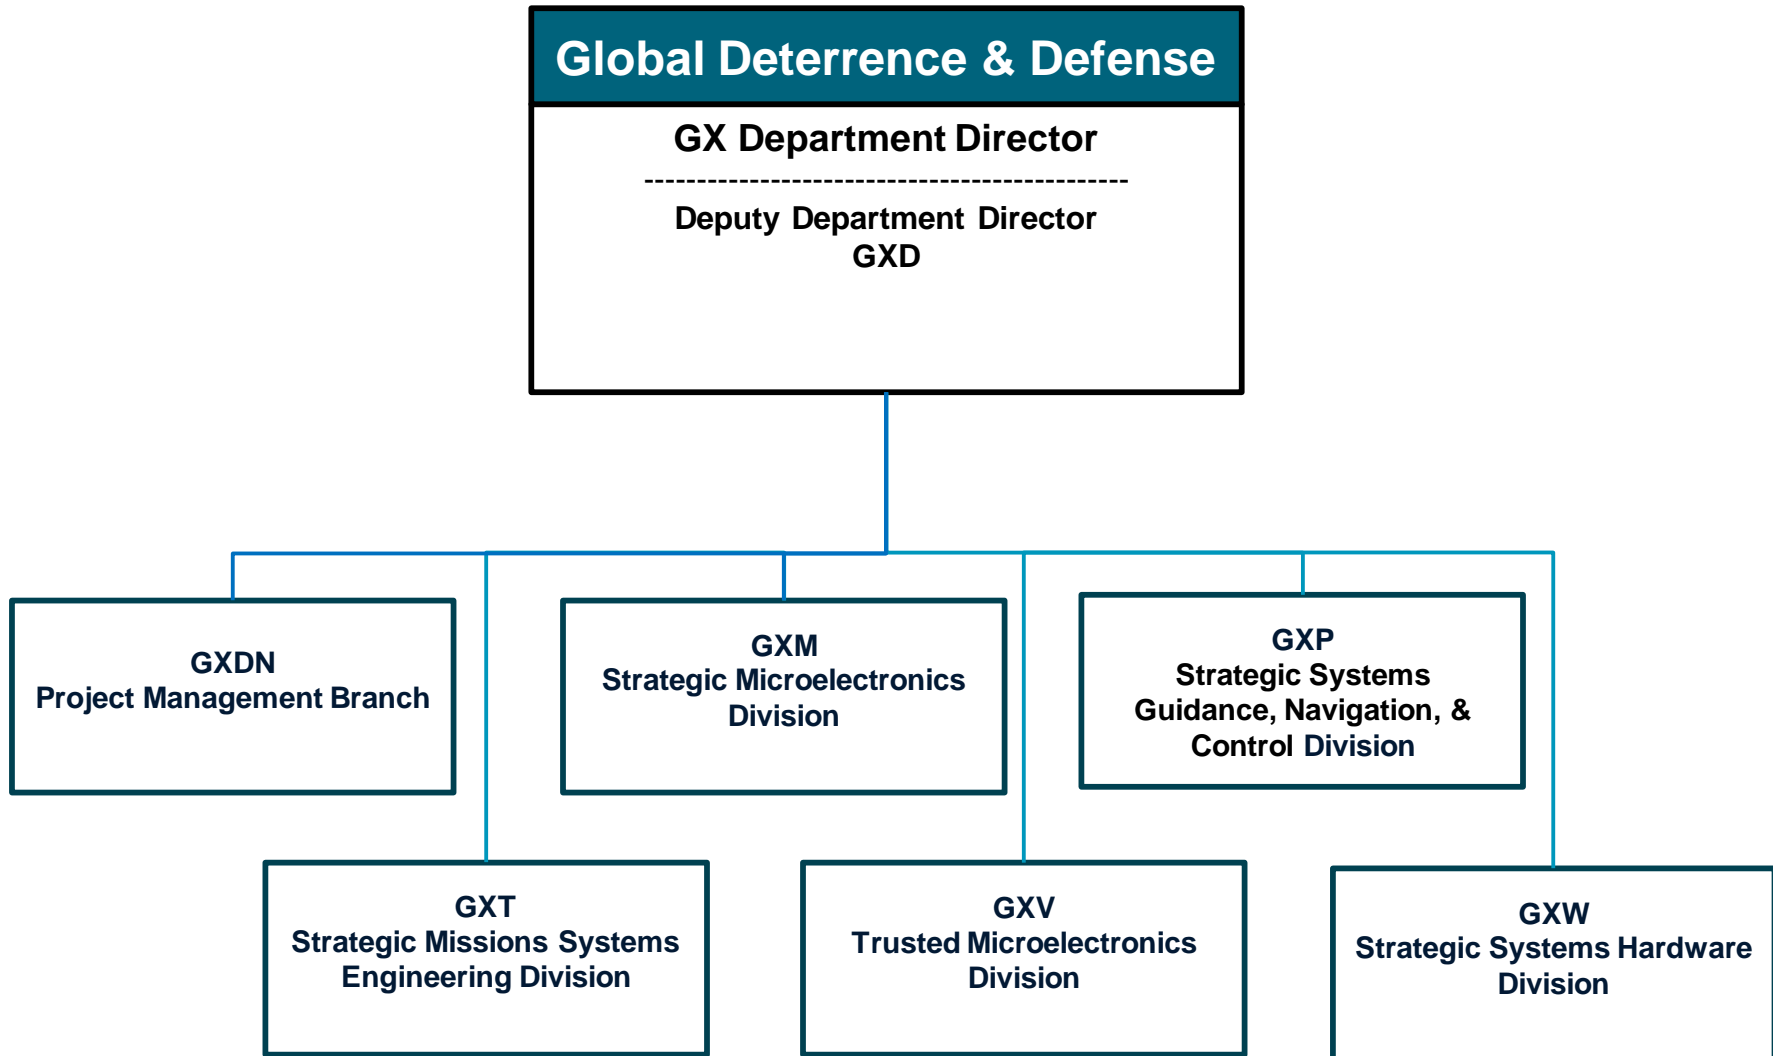 Global Deterrence & Defense
GX Department Director
----------------------------------------------
Deputy Department Director
GXD
GXDN
Project Management Branch
GXM
Strategic Microelectronics
Division
GXP
Strategic Systems
Guidance, Navigation, &
Control Division
GXT
Strategic Missions Systems
Engineering Division
GXV
Trusted Microelectronics
Division
GXW
Strategic Systems Hardware
Division